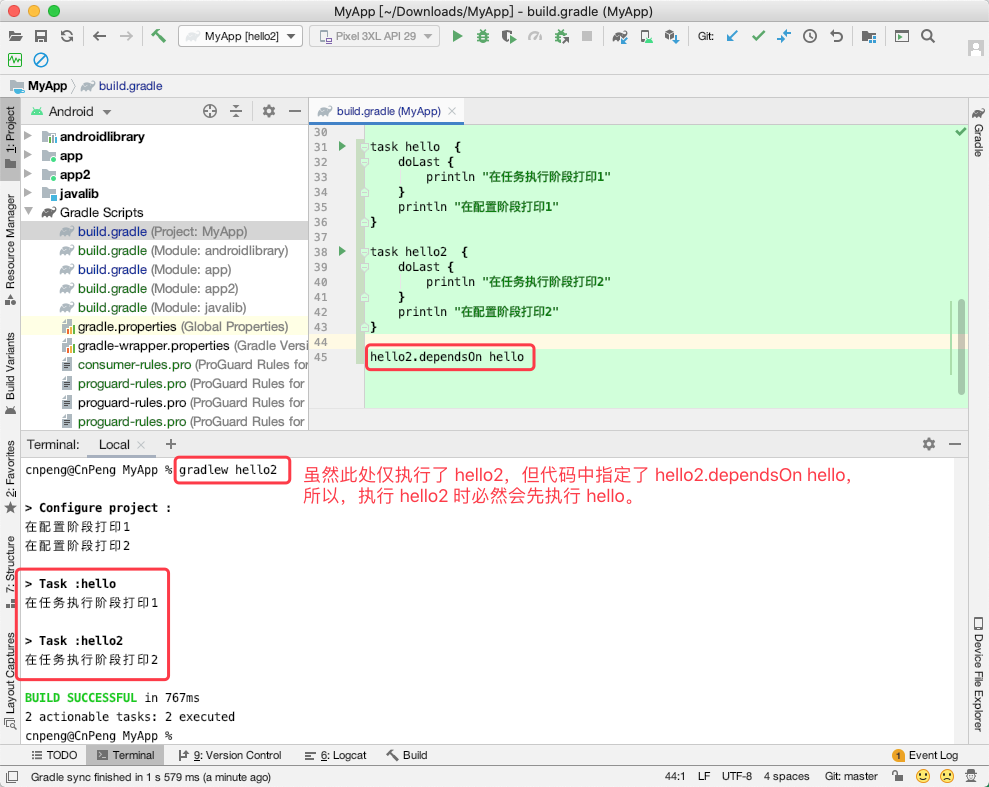 MyApp [~/Downloads/MyApp] - build.gradle (MyApp)
MyApp [hello2]
Pixel 3XL API 29
Git:
MyApp
build.gradle
1: Project
Resource Manager
Build Variants
2: Favorites
7: Structure
Layout Captures
Android
androidlibrary
app
app2
javalib
Gradle Scripts
build.gradle (Project: MyApp)
build.gradle (Module: androidlibrary)
build.gradle (Module: app)
build.gradle (Module: app2)
build.gradle (Module: javalib)
gradle.properties (Global Properties)
gradle-wrapper.properties (Gradle Versi
consumer-rules.pro (ProGuard Rules for
proguard-rules.pro (ProGuard Rules for
proguard-rules.pro (ProGuard Rules for
proguard-rules.pro (ProGuard Rules for
build.gradle (MyApp)
30
31 task hello {
32 doLast {
33 println "在任务执行阶段打印1"
34 }
35 println "在配置阶段打印1"
36 }
37
38 task hello2 {
39 doLast {
40 println "在任务执行阶段打印2"
41 }
42 println "在配置阶段打印2"
43 }
44
45 hello2.dependsOn hello
Gradle
Device File Explorer
Terminal: Local
cnpeng@CnPeng MyApp % gradlew hello2
虽然此处仅执行了 hello2，但代码中指定了 hello2.dependsOn hello，
所以，执行 hello2 时必然会先执行 hello。
> Configure project :
在配置阶段打印1
在配置阶段打印2
> Task :hello
在任务执行阶段打印1
> Task :hello2
在任务执行阶段打印2
BUILD SUCCESSFUL in 767ms
2 actionable tasks: 2 executed
cnpeng@CnPeng MyApp %
TODO
Terminal
9: Version Control
6: Logcat
Build
1 Event Log
Gradle sync finished in 1 s 579 ms (a minute ago)
44:1 LF UTF-8 4 spaces Git: master